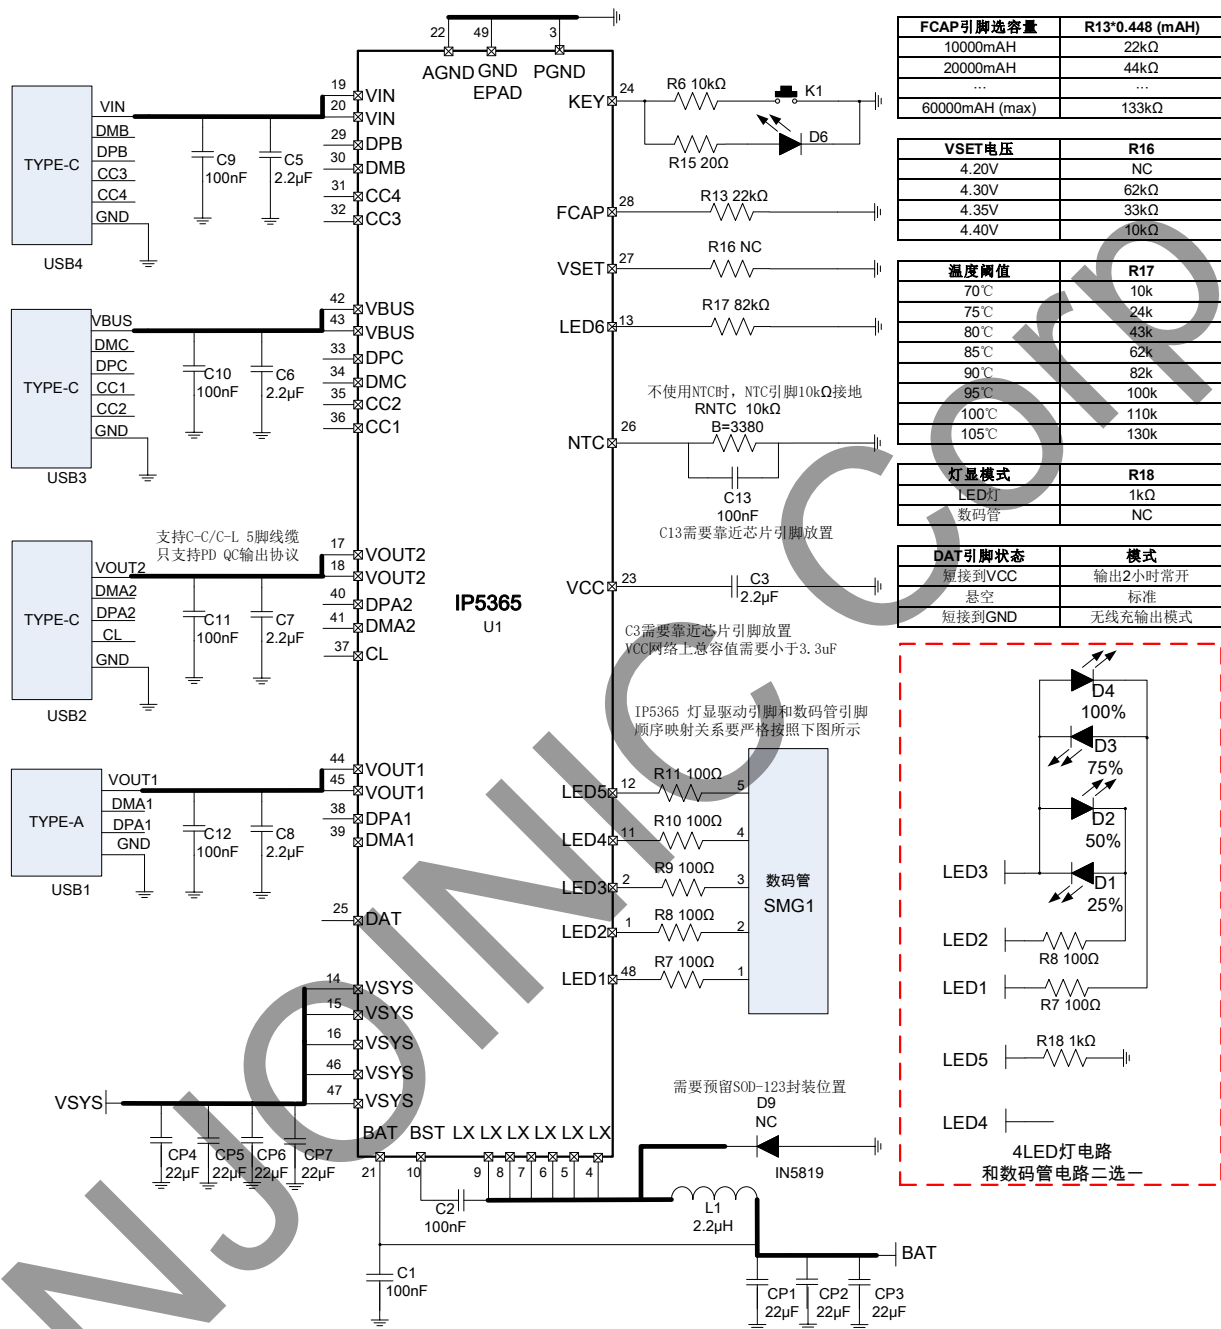 22 49 3
AGND GND PGND
EPAD
19 VIN
20 VIN
29 DPB
30 DMB
31 CC4
32 CC3
VIN
DMB
DPB
CC3
CC4
GND
TYPE-C
USB4
C9
100nF
C5
2.2μF
42 VBUS
43 VBUS
33 DPC
34 DMC
35 CC2
36 CC1
VBUS
DMC
DPC
CC1
CC2
GND
TYPE-C
USB3
C10
100nF
C6
2.2μF
支持C-C/C-L 5脚线缆
只支持PD QC输出协议
17 VOUT2
18 VOUT2
40 DPA2
41 DMA2
37 CL
VOUT2
DMA2
DPA2
CL
GND
TYPE-C
USB2
C11
100nF
C7
2.2μF
44 VOUT1
45 VOUT1
38 DPA1
39 DMA1
VOUT1
DMA1
DPA1
GND
TYPE-A
USB1
C12
100nF
C8
2.2μF
25 DAT
14 VSYS
15 VSYS
16 VSYS
46 VSYS
47 VSYS
VSYS
CP4 CP5 CP6 CP7
22μF 22μF 22μF 22μF
IP5365
U1
BAT BST LX LX LX LX LX LX
21 10 9 8 7 6 5 4
C2
100nF
C1
100nF
L1
2.2μH
需要预留SOD-123封装位置
D9
NC
IN5819
BAT
CP1 CP2 CP3
22μF 22μF 22μF
KEY 24
R6 10kΩ
K1
R15 20Ω
D6
FCAP 28
R13 22kΩ
VSET 27
R16 NC
LED6 13
R17 82kΩ
不使用NTC时，NTC引脚10kΩ接地
RNTC 10kΩ
B=3380
NTC 26
C13
100nF
C13需要靠近芯片引脚放置
VCC 23
C3
2.2μF
C3需要靠近芯片引脚放置
VCC网络上总容值需要小于3.3uF
IP5365 灯显驱动引脚和数码管引脚
顺序映射关系要严格按照下图所示
LED5 12 R11 100Ω 5
LED4 11 R10 100Ω 4
LED3 2 R9 100Ω 3
LED2 1 R8 100Ω 2
LED1 48 R7 100Ω 1
数码管
SMG1
FCAP引脚选容量 R13*0.448 (mAH)
10000mAH 22kΩ
20000mAH 44kΩ
... ...
60000mAH (max) 133kΩ
VSET电压 R16
4.20V NC
4.30V 62kΩ
4.35V 33kΩ
4.40V 10kΩ
温度阈值 R17
70℃ 10k
75℃ 24k
80℃ 43k
85℃ 62k
90℃ 82k
95℃ 100k
100℃ 110k
105℃ 130k
灯显模式 R18
LED灯 1kΩ
数码管 NC
DAT引脚状态 模式
短接到VCC 输出2小时常开
悬空 标准
短接到GND 无线充输出模式
D4
100%
D3
75%
D2
50%
D1
25%
LED3
LED2
R8 100Ω
LED1
R7 100Ω
LED5
R18 1kΩ
LED4
4LED灯电路
和数码管电路二选一
NJOINIC Corp